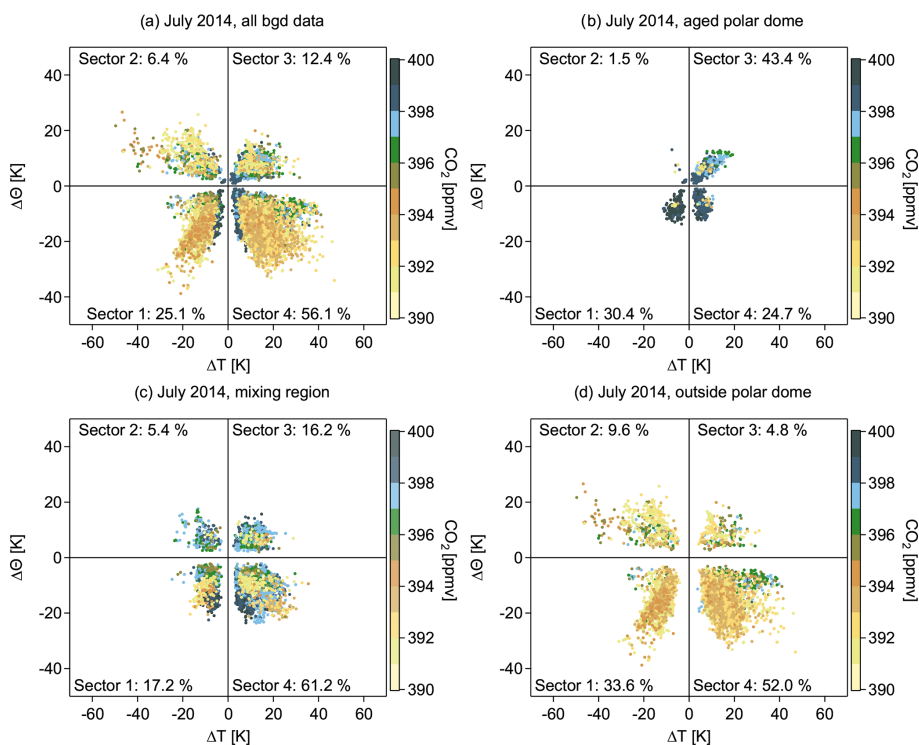 (a) July 2014, all bgd data
Sector 2: 6.4 %
Sector 3: 12.4 %
Sector 1: 25.1 %
Sector 4: 56.1 %
40
20
0
-20
-40
ΔΘ [K]
-60
-40
-20
0
20
40
60
ΔT [K]
400
398
396
394
392
390
CO2 [ppmv]
(b) July 2014, aged polar dome
Sector 2: 1.5 %
Sector 3: 43.4 %
Sector 1: 30.4 %
Sector 4: 24.7 %
40
20
0
-20
-40
ΔΘ [K]
-60
-40
-20
0
20
40
60
ΔT [K]
400
398
396
394
392
390
CO2 [ppmv]
(c) July 2014, mixing region
Sector 2: 5.4 %
Sector 3: 16.2 %
Sector 1: 17.2 %
Sector 4: 61.2 %
40
20
0
-20
-40
ΔΘ [K]
-60
-40
-20
0
20
40
60
ΔT [K]
400
398
396
394
392
390
CO2 [ppmv]
(d) July 2014, outside polar dome
Sector 2: 9.6 %
Sector 3: 4.8 %
Sector 1: 33.6 %
Sector 4: 52.0 %
40
20
0
-20
-40
ΔΘ [K]
-60
-40
-20
0
20
40
60
ΔT [K]
400
398
396
394
392
390
CO2 [ppmv]